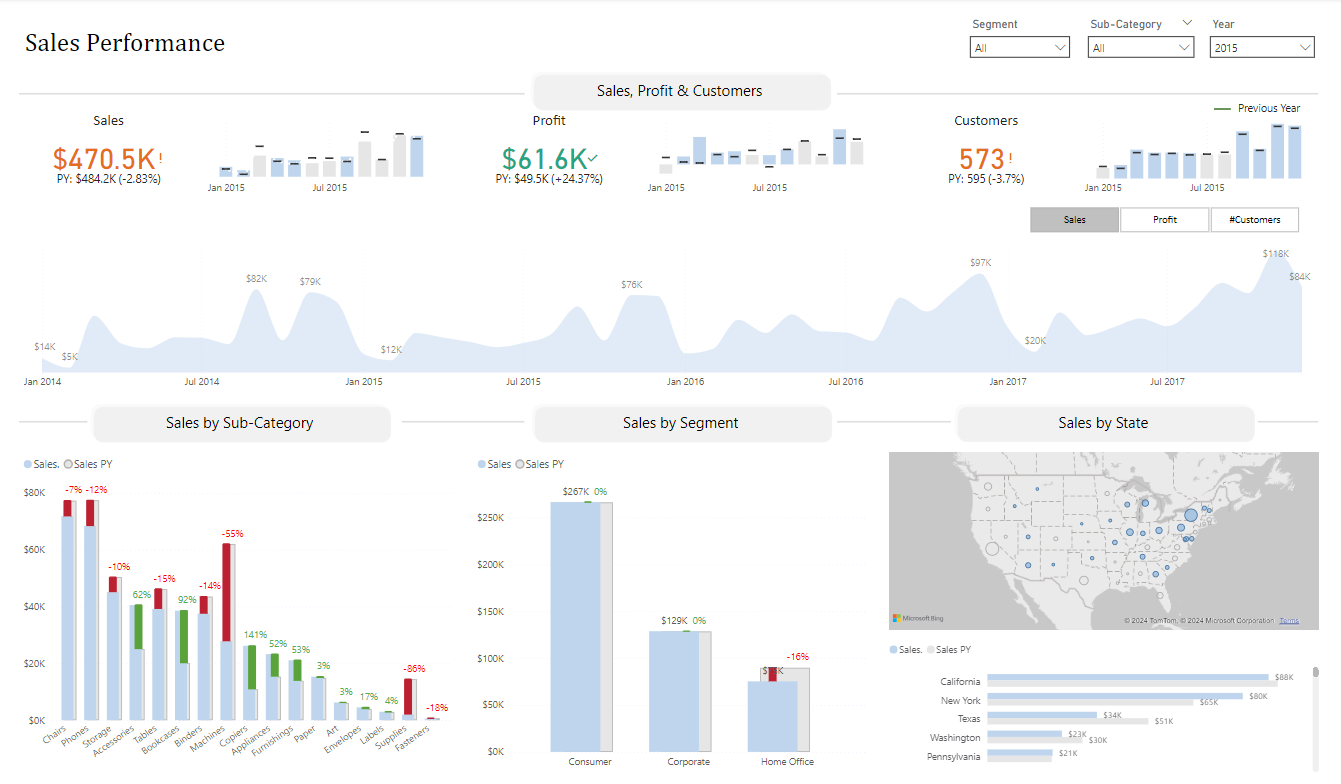 Sales Performance
Segment
Sub-Category
Year
All
All
2015
Sales, Profit & Customers
Previous Year
Sales
Profit
Customers
$470.5K!
$61.6K
573!
PY: $484.2K (-2.83%)
PY: $49.5K (+24.37%)
PY: 595 (-3.7%)
Jan 2015 Jul 2015
Jan 2015 Jul 2015
Jan 2015 Jul 2015
Sales Profit #Customers
$14K
$5K
$82K
$79K
$12K
$76K
$97K
$20K
$118K
$84K
Jan 2014 Jul 2014 Jan 2015 Jul 2015 Jan 2016 Jul 2016 Jan 2017 Jul 2017
Sales by Sub-Category
Sales by Segment
Sales by State
Sales. Sales PY
$80K
$60K
$40K
$20K
$0K
-7% -12% -10% 62% -15% 92% -14% -55% 141% 52% 53% 3% 3% 17% 4% -86% -18%
Chairs Phones Storage Accessories Tables Bookcases Binders Machines Copiers Appliances Furnishings Paper Art Envelopes Labels Supplies Fasteners
Sales Sales PY
$250K
$200K
$150K
$100K
$50K
$0K
$267K 0%
$129K 0%
-16%
Consumer Corporate Home Office
Microsoft Bing
© 2024 TomTom, © 2024 Microsoft Corporation Terms
Sales. Sales PY
California $88K
New York $80K
$65K
Texas $34K
$51K
Washington $23K
$30K
Pennsylvania $21K